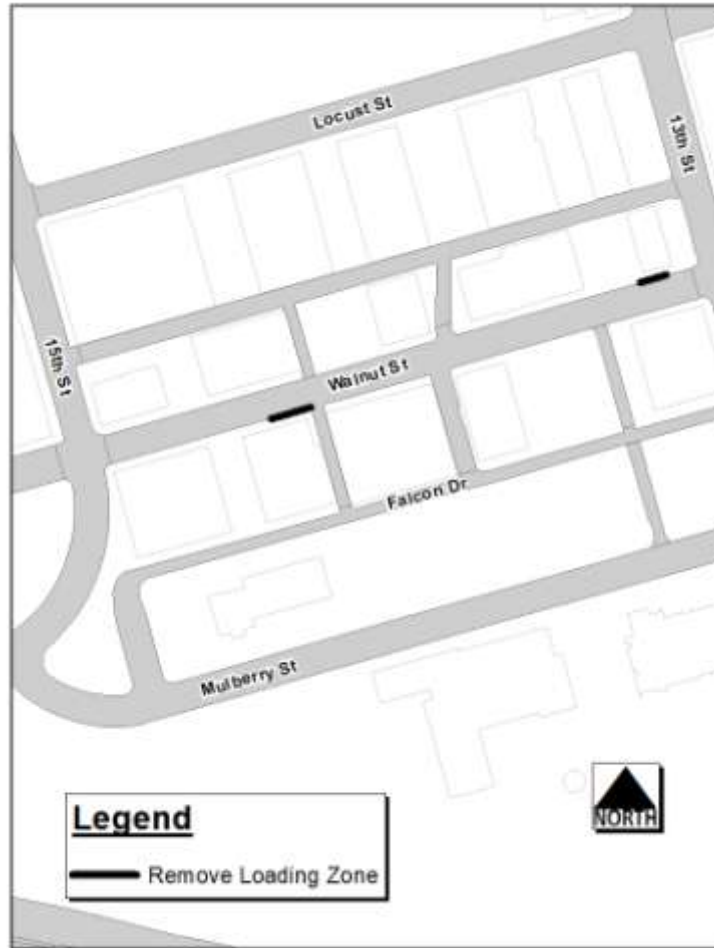 Locust St
13th St
15th St
Walnut St
Falcon Dr
Mulberry St
Legend
NORTH
Remove Loading Zone